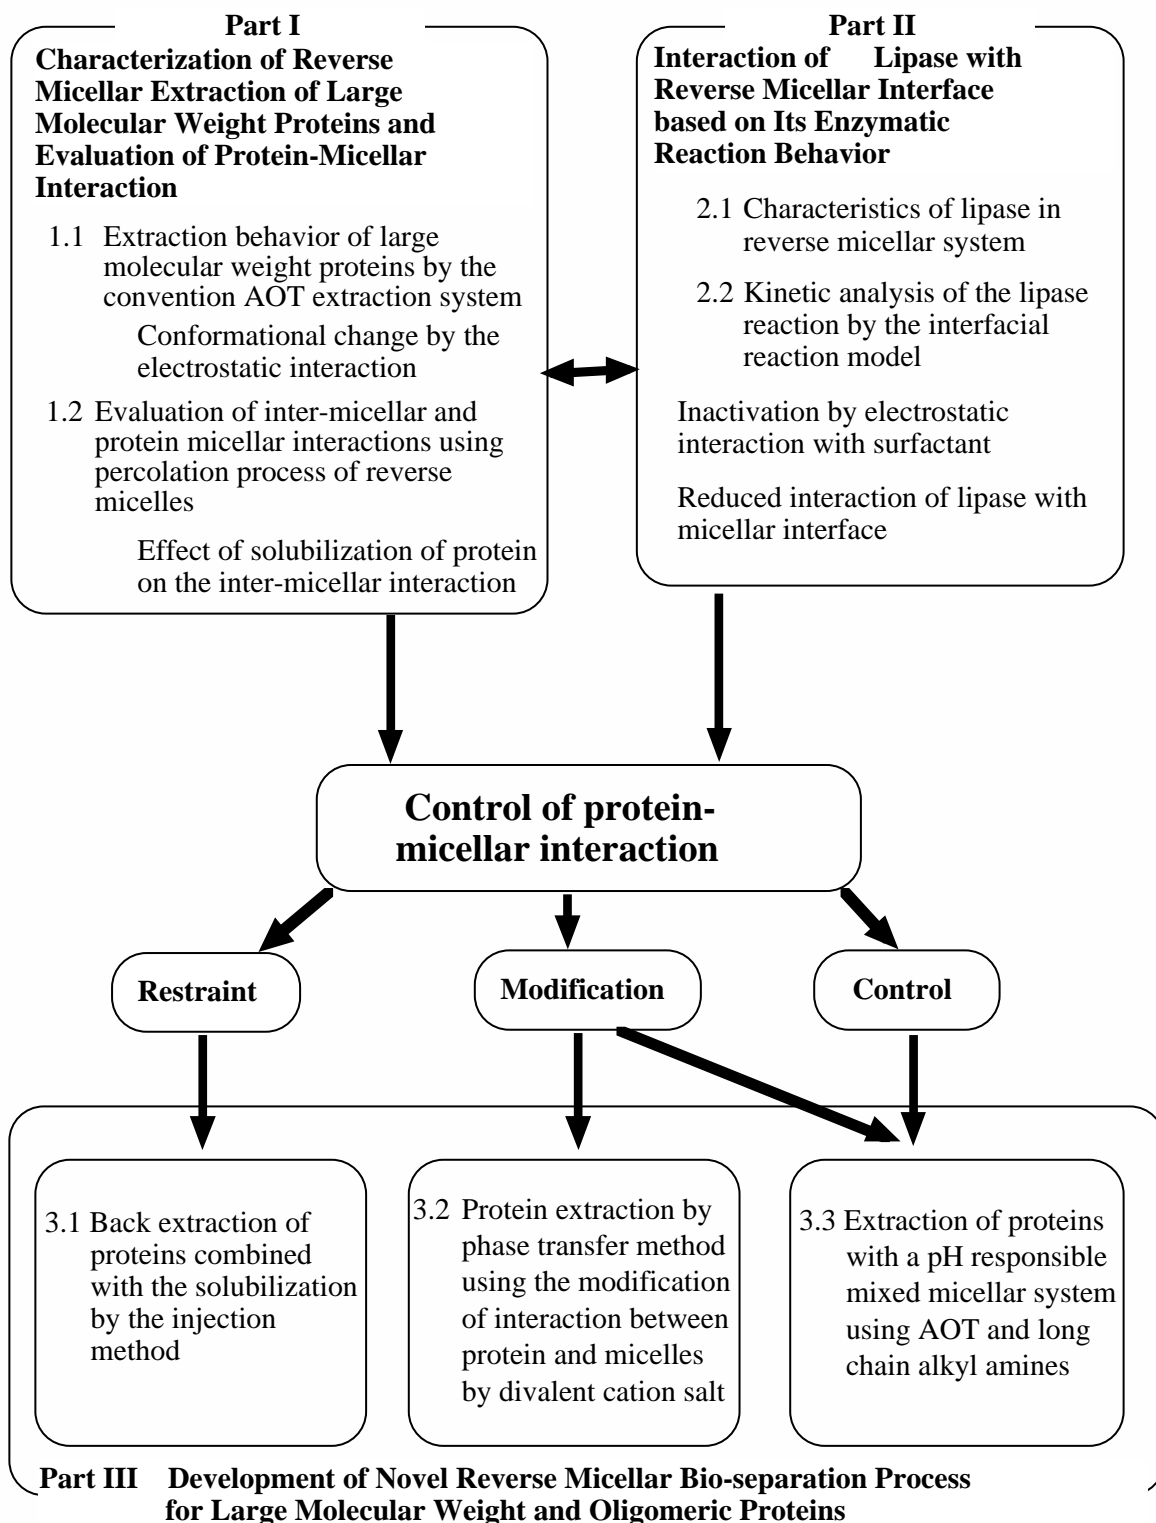 Part I
Characterization of Reverse
Micellar Extraction of Large
Molecular Weight Proteins and
Evaluation of Protein-Micellar
Interaction
1.1 Extraction behavior of large
molecular weight proteins by the
convention AOT extraction system
Conformational change by the
electrostatic interaction
1.2 Evaluation of inter-micellar and
protein micellar interactions using
percolation process of reverse
micelles
Effect of solubilization of protein
on the inter-micellar interaction
Part II
Interaction of Lipase with
Reverse Micellar Interface
based on Its Enzymatic
Reaction Behavior
2.1 Characteristics of lipase in
reverse micellar system
2.2 Kinetic analysis of the lipase
reaction by the interfacial
reaction model
Inactivation by electrostatic
interaction with surfactant
Reduced interaction of lipase with
micellar interface
Control of protein-
micellar interaction
Restraint
Modification
Control
3.1 Back extraction of
proteins combined
with the solubilization
by the injection
method
3.2 Protein extraction by
phase transfer method
using the modification
of interaction between
protein and micelles
by divalent cation salt
3.3 Extraction of proteins
with a pH responsible
mixed micellar system
using AOT and long
chain alkyl amines
Part III Development of Novel Reverse Micellar Bio-separation Process
for Large Molecular Weight and Oligomeric Proteins